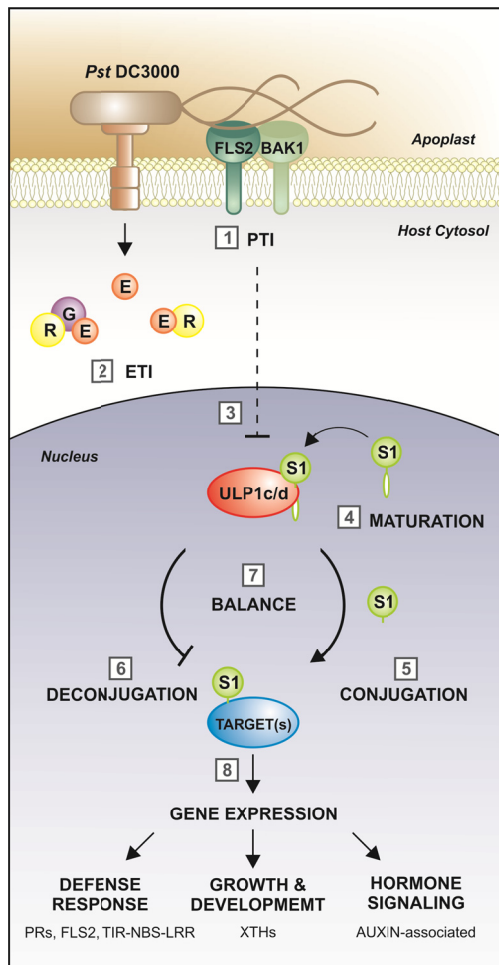 Pst DC3000
FLS2 BAK1
Apoplast
Host Cytosol
1 PTI
E
G
R E
E R
2 ETI
3
Nucleus
S1
S1
ULP1c/d
4 MATURATION
7
BALANCE
S1
6
DECONJUGATION
S1
5
CONJUGATION
TARGET(s)
8
GENE EXPRESSION
DEFENSE
RESPONSE
PRs, FLS2, TIR-NBS-LRR
GROWTH &
DEVELOPMEMT
XTHs
HORMONE
SIGNALING
AUXIN-associated